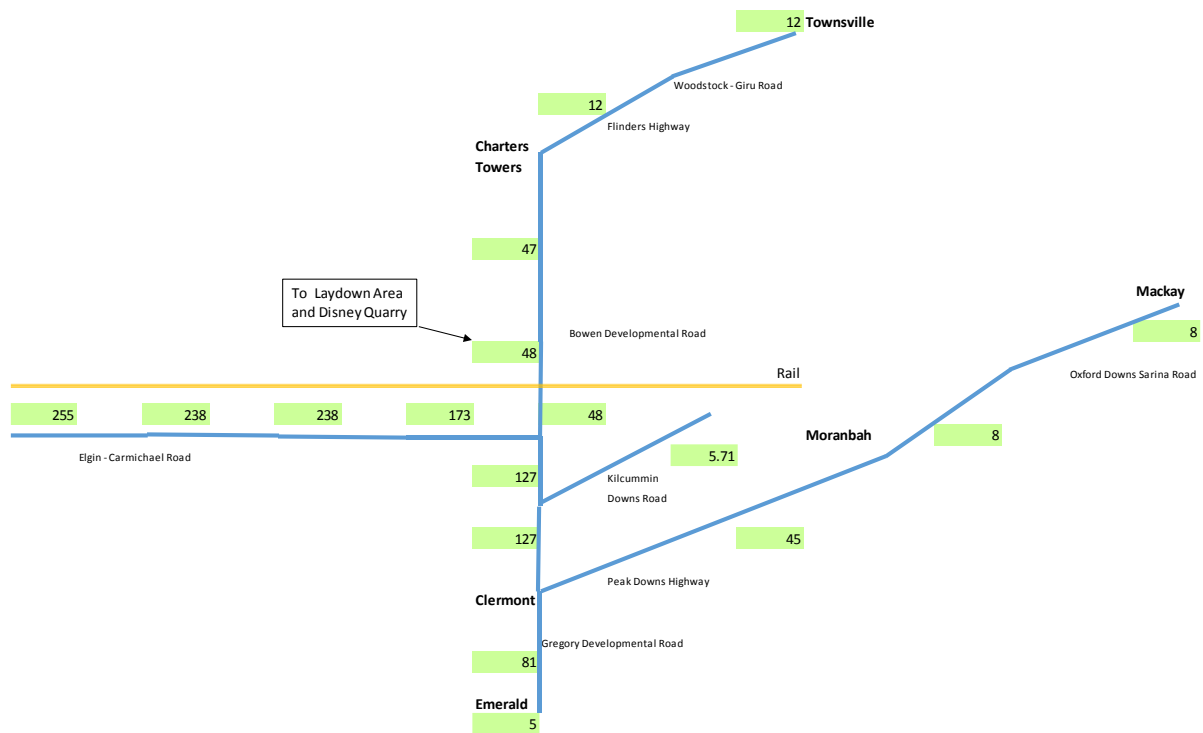 12 Townsville
Woodstock - Giru Road
12
Flinders Highway
Charters
Towers
47
To Laydown Area
and Disney Quarry
Mackay
8
Bowen Developmental Road
48
Rail
Oxford Downs Sarina Road
255 238 238 173 48
Moranbah
8
Elgin - Carmichael Road
5.71
127
Kilcummin
Downs Road
127
45
Peak Downs Highway
Clermont
Gregory Developmental Road
81
Emerald
5